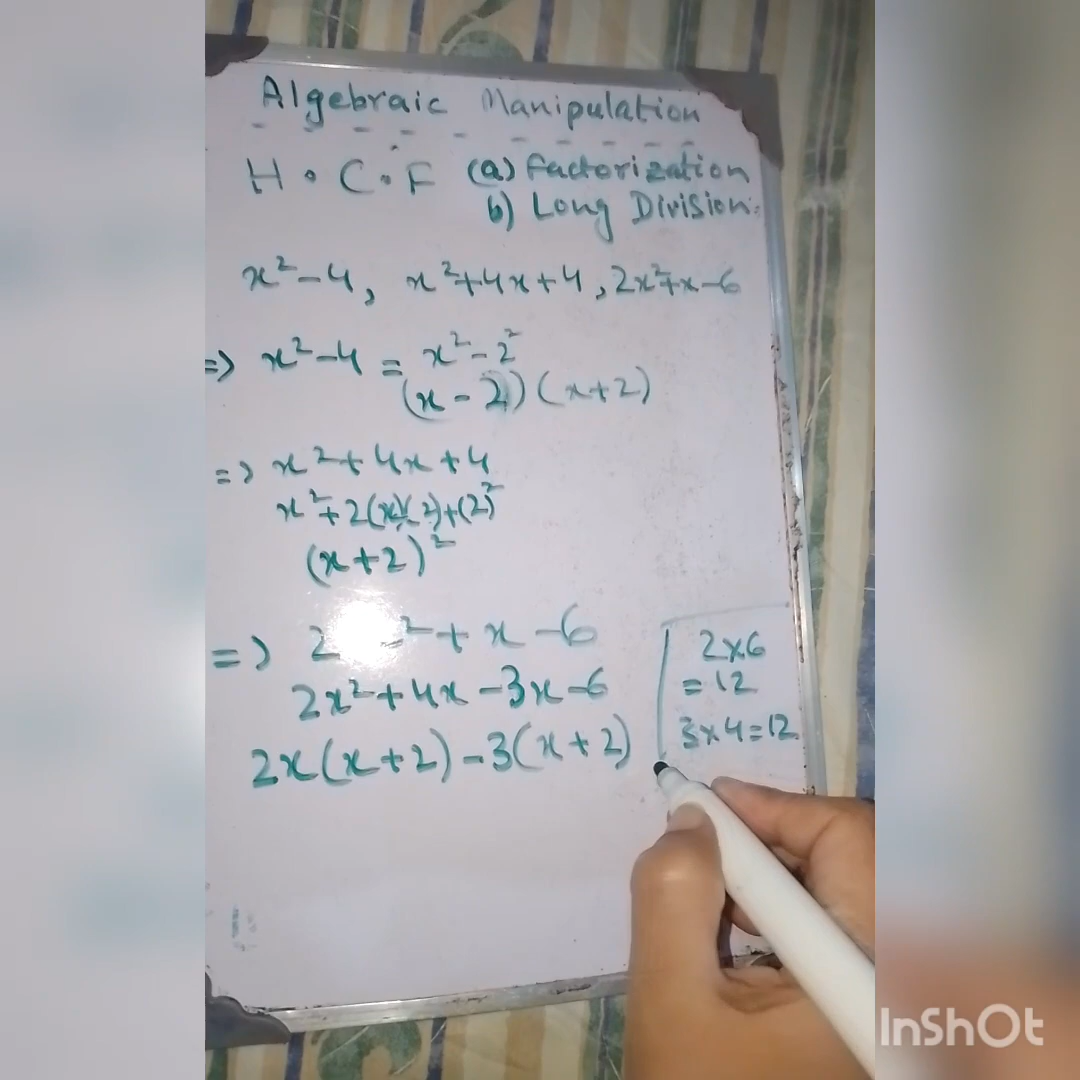 Algebraic Manipulation
H.C.F (a) Factorization
b) Long Division:
x²-4, x²+4x+4, 2x²+x-6
=> x²-4 = x²-2²
(x-2)(x+2)
=> x²+4x+4
x²+2(x)(2)+(2)²
(x+2)²
=> 2 ²+x-6
2x²+4x-3x-6
2x(x+2)-3(x+2)
2x6
=12
3x4=12
InShOt